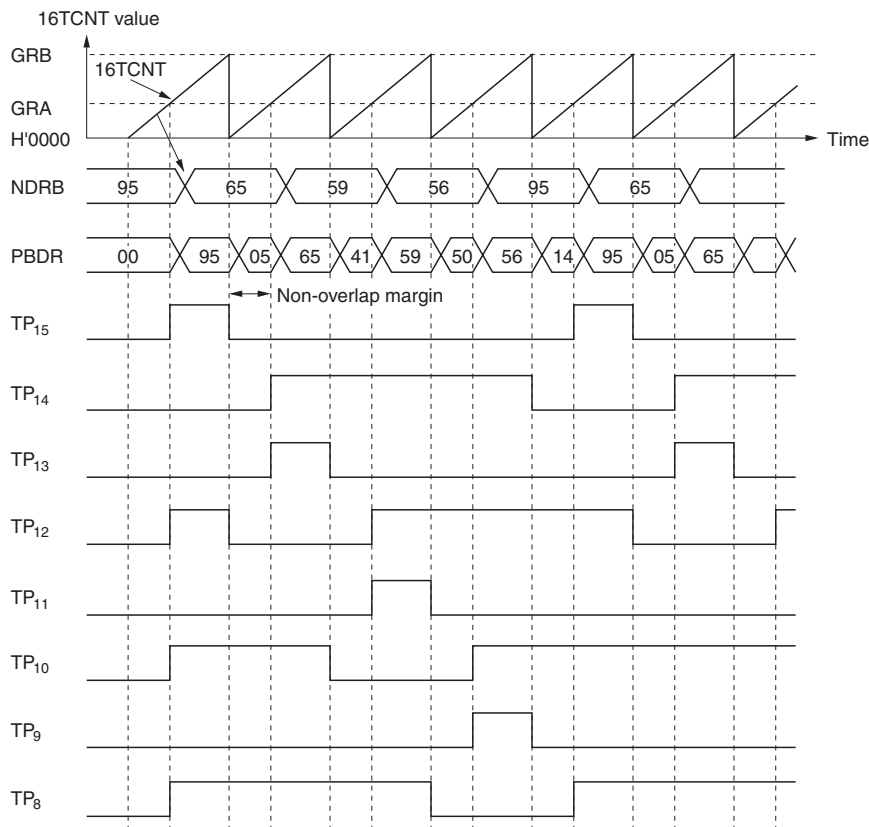 16TCNT value
GRB
16TCNT
GRA
H'0000
Time
NDRB 95 65 59 56 95 65
PBDR 00 95 05 65 41 59 50 56 14 95 05 65
Non-overlap margin
TP15
TP14
TP13
TP12
TP11
TP10
TP9
TP8